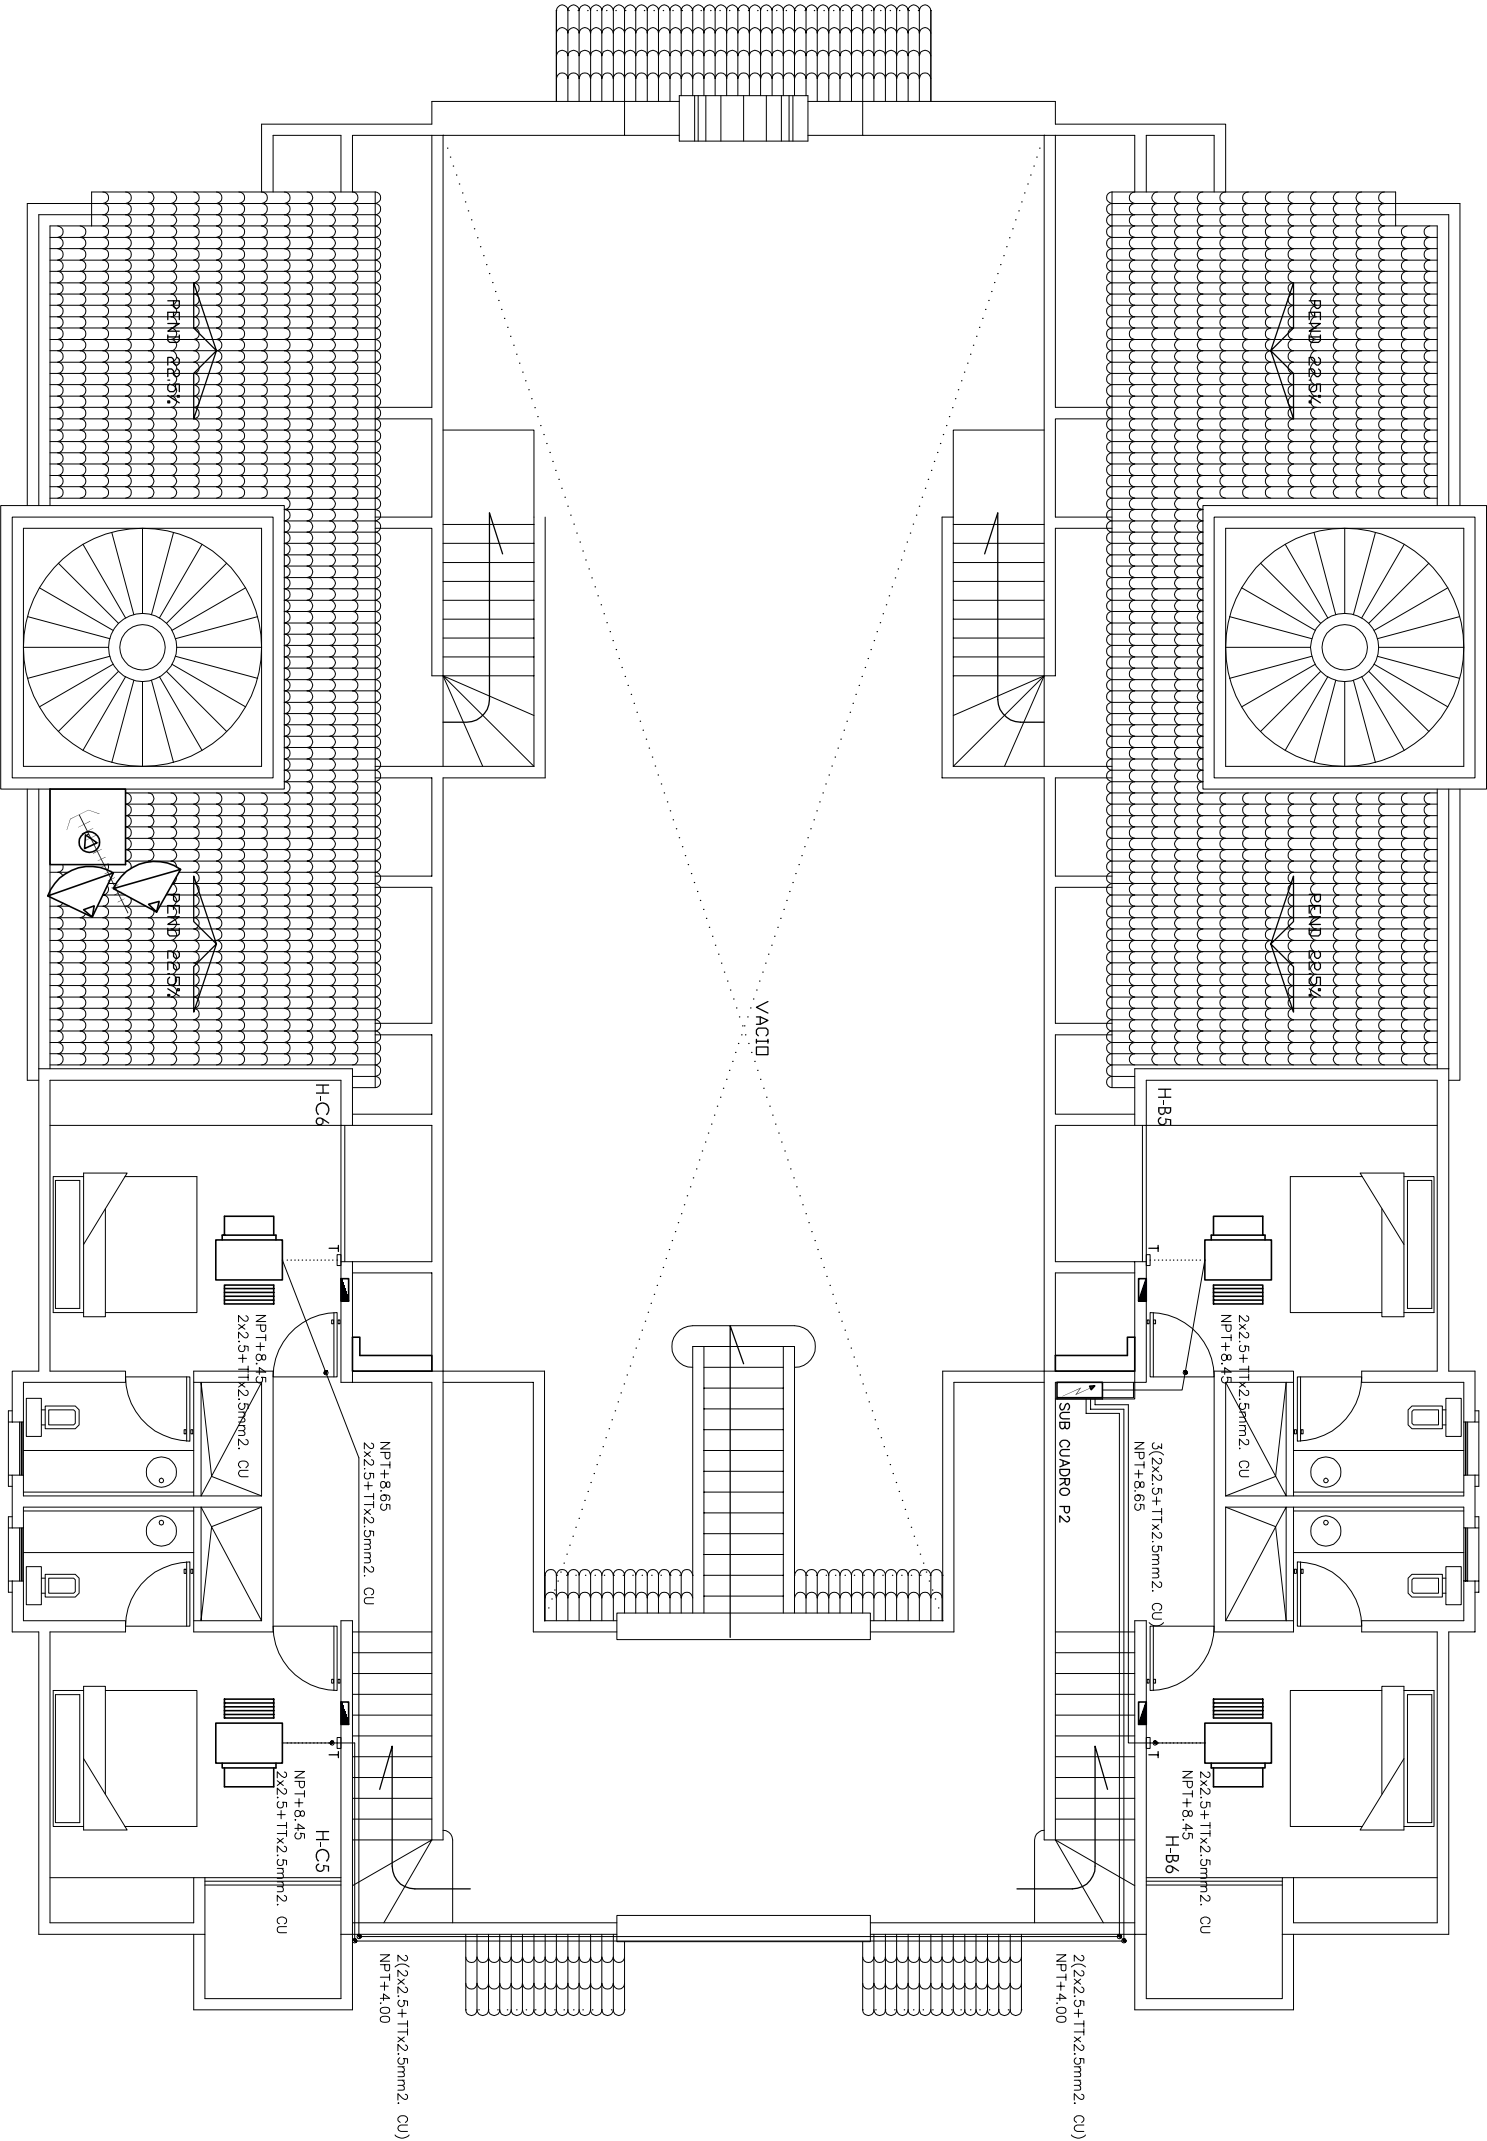 PEND 22.5%
PEND 22.5%
PEND 22.5%
PEND 22.5%
VACIO
H-C6
H-B5
T
T
NPT+8.45
2x2.5+TTx2.5mm2. CU
2x2.5+TTx2.5mm2. CU
NPT+8.45
SUB CUADRO P2
NPT+8.65
2x2.5+TTx2.5mm2. CU
3(2x2.5+TTx2.5mm2. CU)
NPT+8.65
T
T
NPT+8.45
2x2.5+TTx2.5mm2. CU
H-C5
2x2.5+TTx2.5mm2. CU
NPT+8.45
H-B6
2(2x2.5+TTx2.5mm2. CU)
NPT+4.00
2(2x2.5+TTx2.5mm2. CU)
NPT+4.00